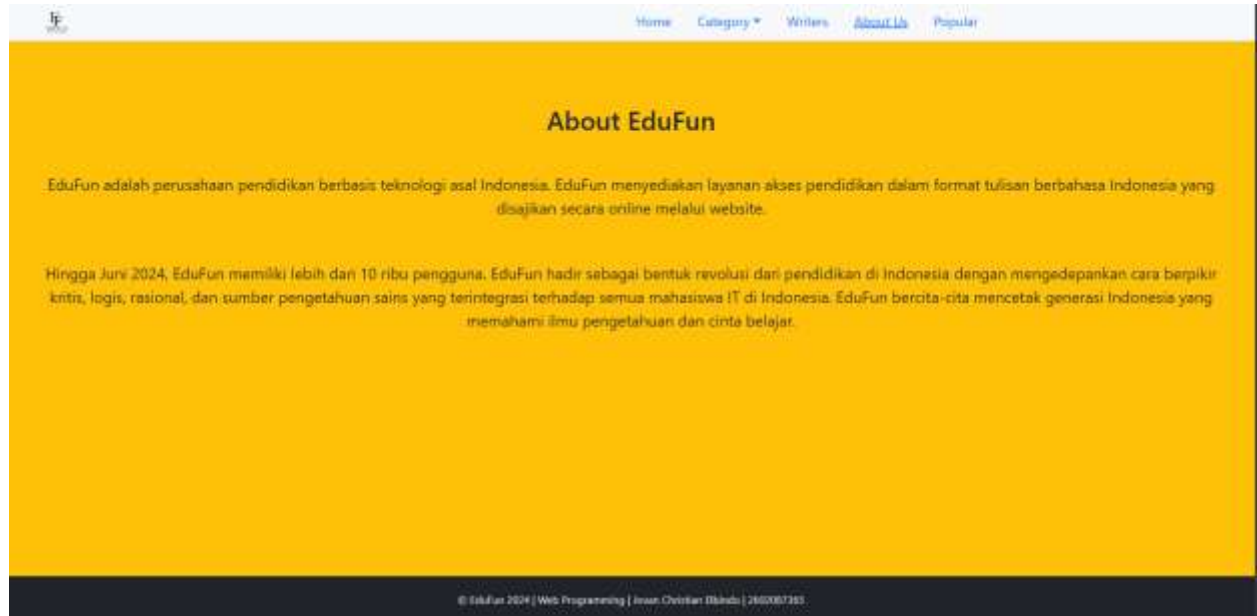 Home Category Writers About Us Popular
About EduFun
EduFun adalah perusahaan pendidikan berbasis teknologi asal Indonesia. EduFun menyediakan layanan akses pendidikan dalam format tulisan berbahasa Indonesia yang
disajikan secara online melalui website.
Hingga Juni 2024, EduFun memiliki lebih dari 10 ribu pengguna. EduFun hadir sebagai bentuk revolusi dari pendidikan di Indonesia dengan mengedepankan cara berpikir
kritis, logis, rasional, dan sumber pengetahuan sains yang terintegrasi terhadap semua mahasiswa IT di Indonesia. EduFun bercita-cita mencetak generasi Indonesia yang
memahami ilmu pengetahuan dan cinta belajar.
© EduFun 2024 | Web Programming | Christian